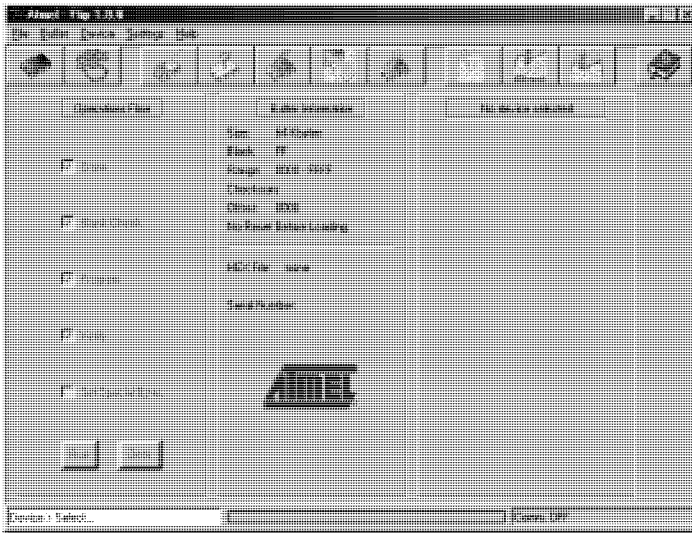 Atmel - Flip
File Buffer Device Settings Help
Operations Flow
Buffer Information
No device selected
Size: 64 Kbytes
Blank: FF
Range: 0000 - FFFF
Checksum:
Offset: 0000
No Reset Before Loading
HEX File: none
Serial Number:
Erase
Blank Check
Program
Verify
Set Special Bytes
Run Clear
ATMEL
Device > Select...
Comm: OFF